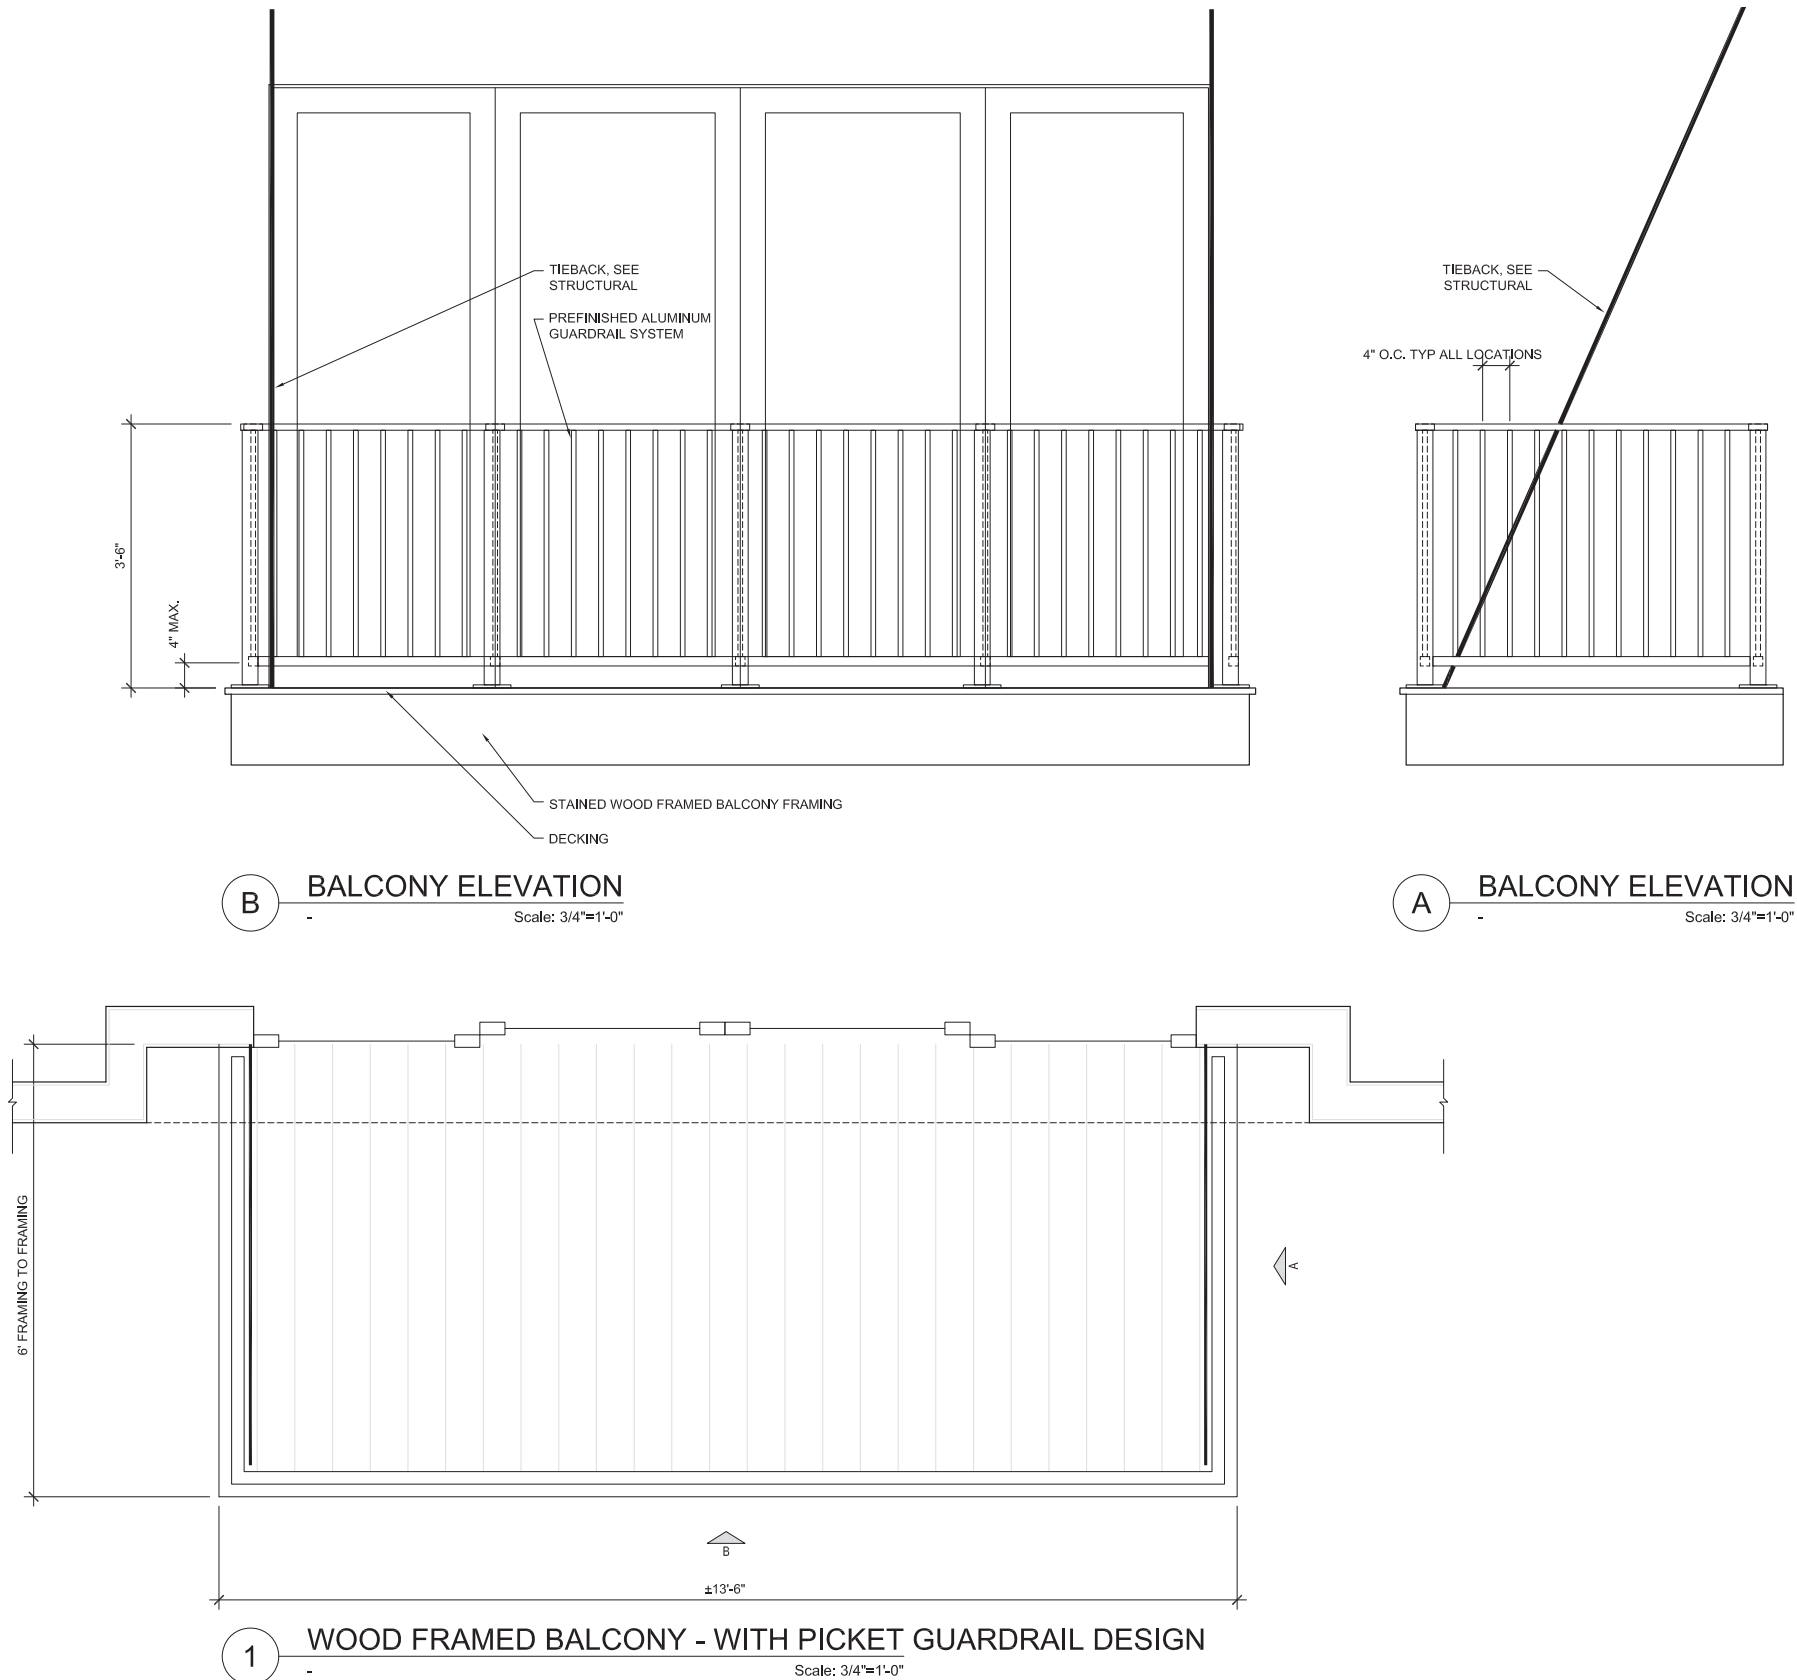 TIEBACK, SEE
STRUCTURAL
PREFINISHED ALUMINUM
GUARDRAIL SYSTEM
3'-6"
4" MAX.
STAINED WOOD FRAMED BALCONY FRAMING
DECKING
B
BALCONY ELEVATION
-
Scale: 3/4"=1'-0"
TIEBACK, SEE
STRUCTURAL
4" O.C. TYP ALL LOCATIONS
A
BALCONY ELEVATION
-
Scale: 3/4"=1'-0"
6' FRAMING TO FRAMING
A
B
±13'-6"
1
WOOD FRAMED BALCONY - WITH PICKET GUARDRAIL DESIGN
-
Scale: 3/4"=1'-0"